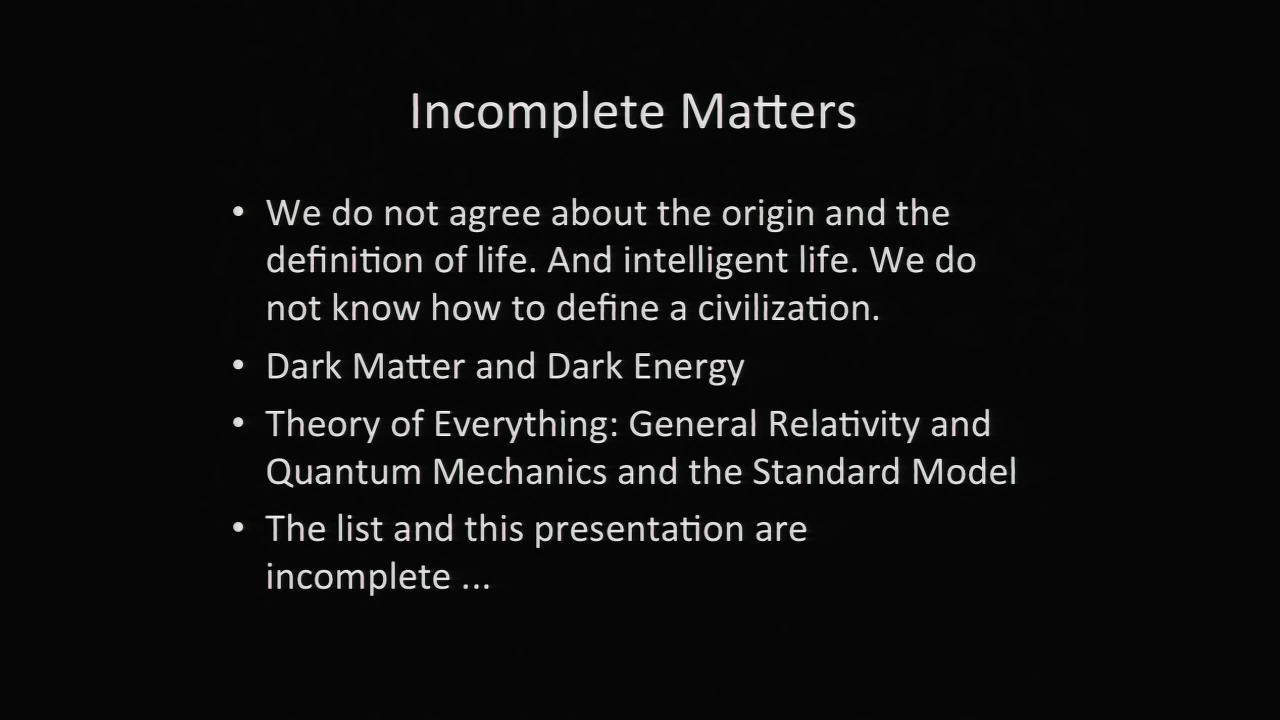 Incomplete Matters
• We do not agree about the origin and the
definition of life. And intelligent life. We do
not know how to define a civilization.
• Dark Matter and Dark Energy
• Theory of Everything: General Relativity and
Quantum Mechanics and the Standard Model
• The list and this presentation are
incomplete ...